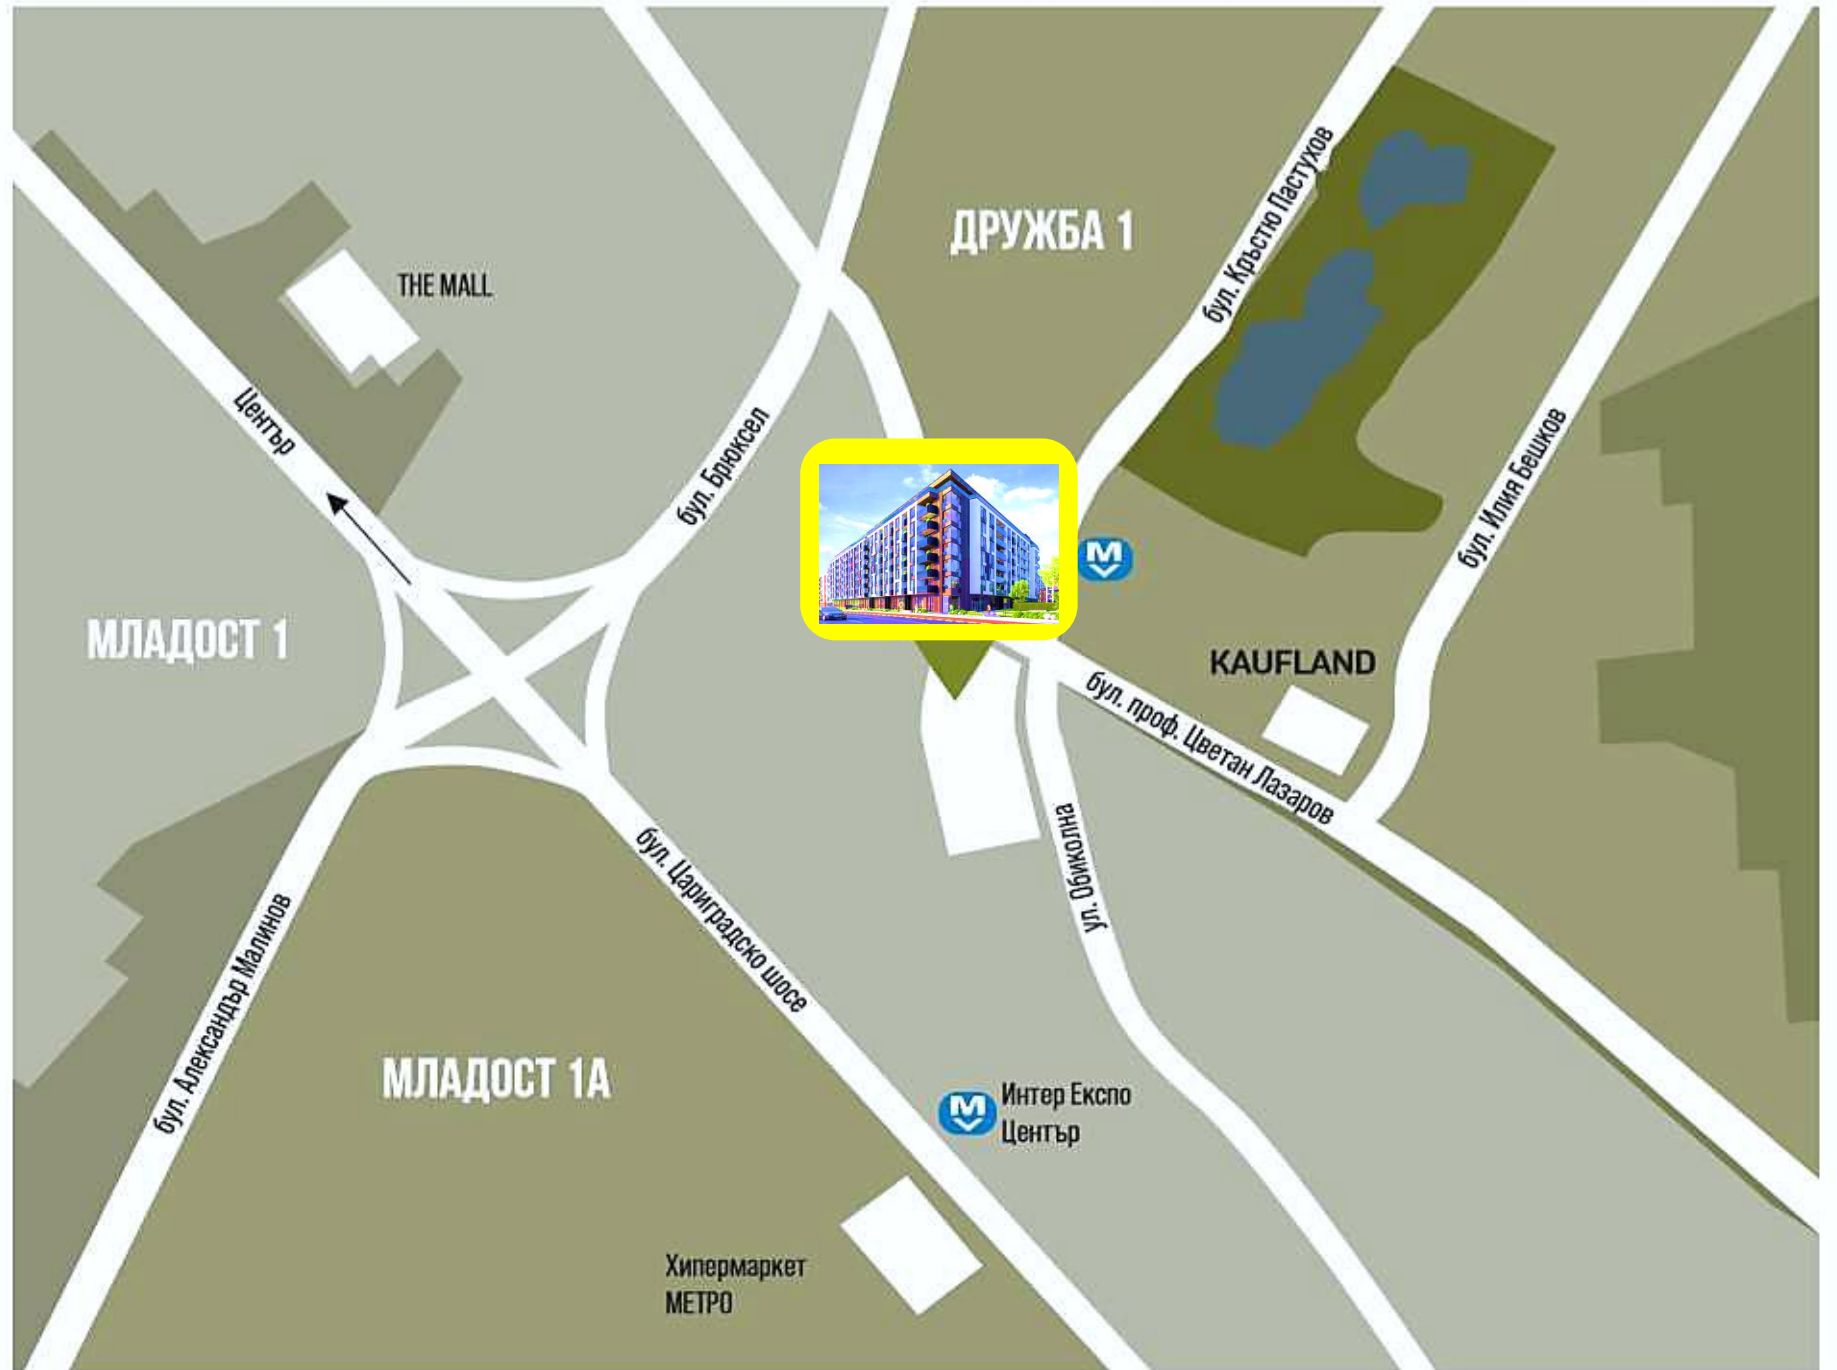 бул. Кръстю Пастухов
ДРУЖБА 1
THE MALL
Център
бул. Брюксел
бул. Илия Бешков
M
МЛАДОСТ 1
KAUFLAND
бул. проф. Цветан Лазаров
ул. Обиколна
бул. Цариградско шосе
бул. Александър Малинов
МЛАДОСТ 1А
M
Интер Експо
Център
Хипермаркет
МЕТРО